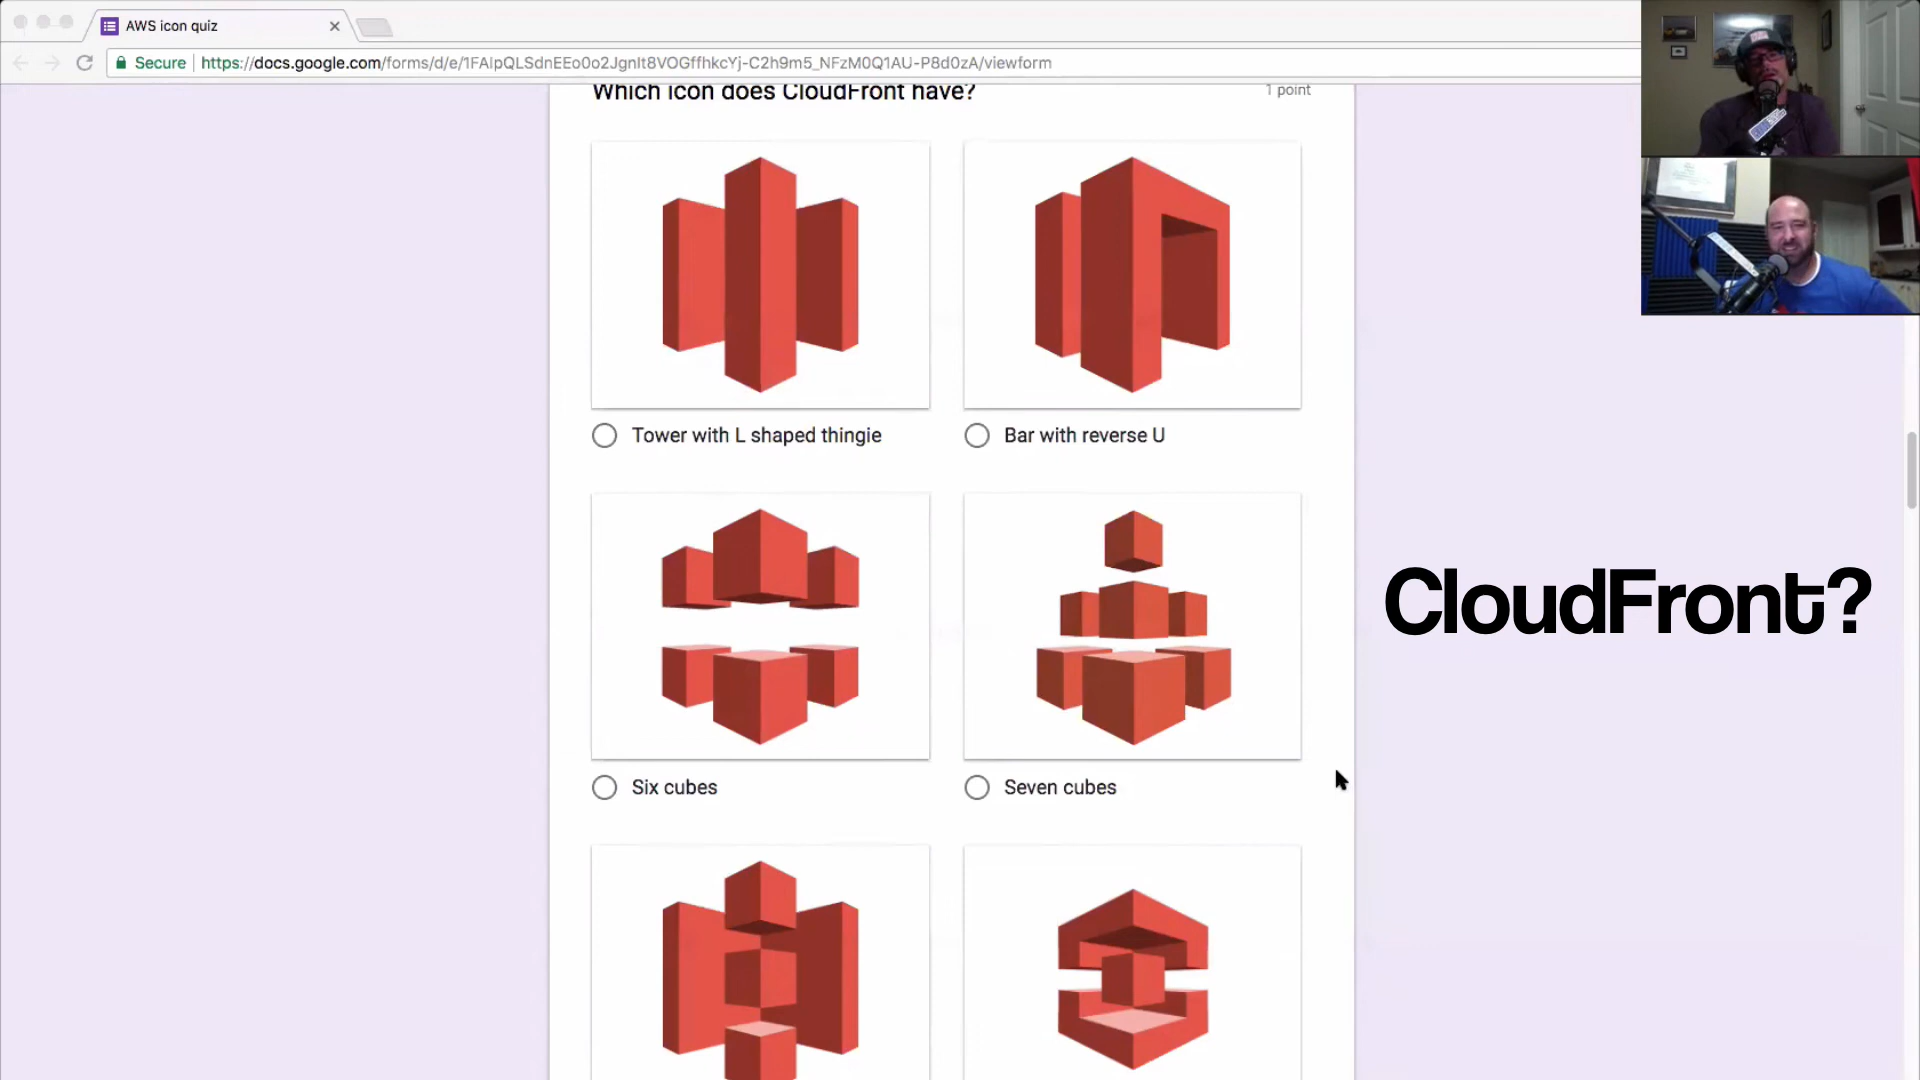 AWS icon quiz
Secure
https://docs.google.com/forms/d/e/1FAIpQLSdnEEo0o2JgnIt8VOGffhkcYj-C2h9m5_NFzM0Q1AU-P8d0zA/viewform
Which icon does CloudFront have?
1 point
Tower with L shaped thingie
Bar with reverse U
CloudFront?
Six cubes
Seven cubes